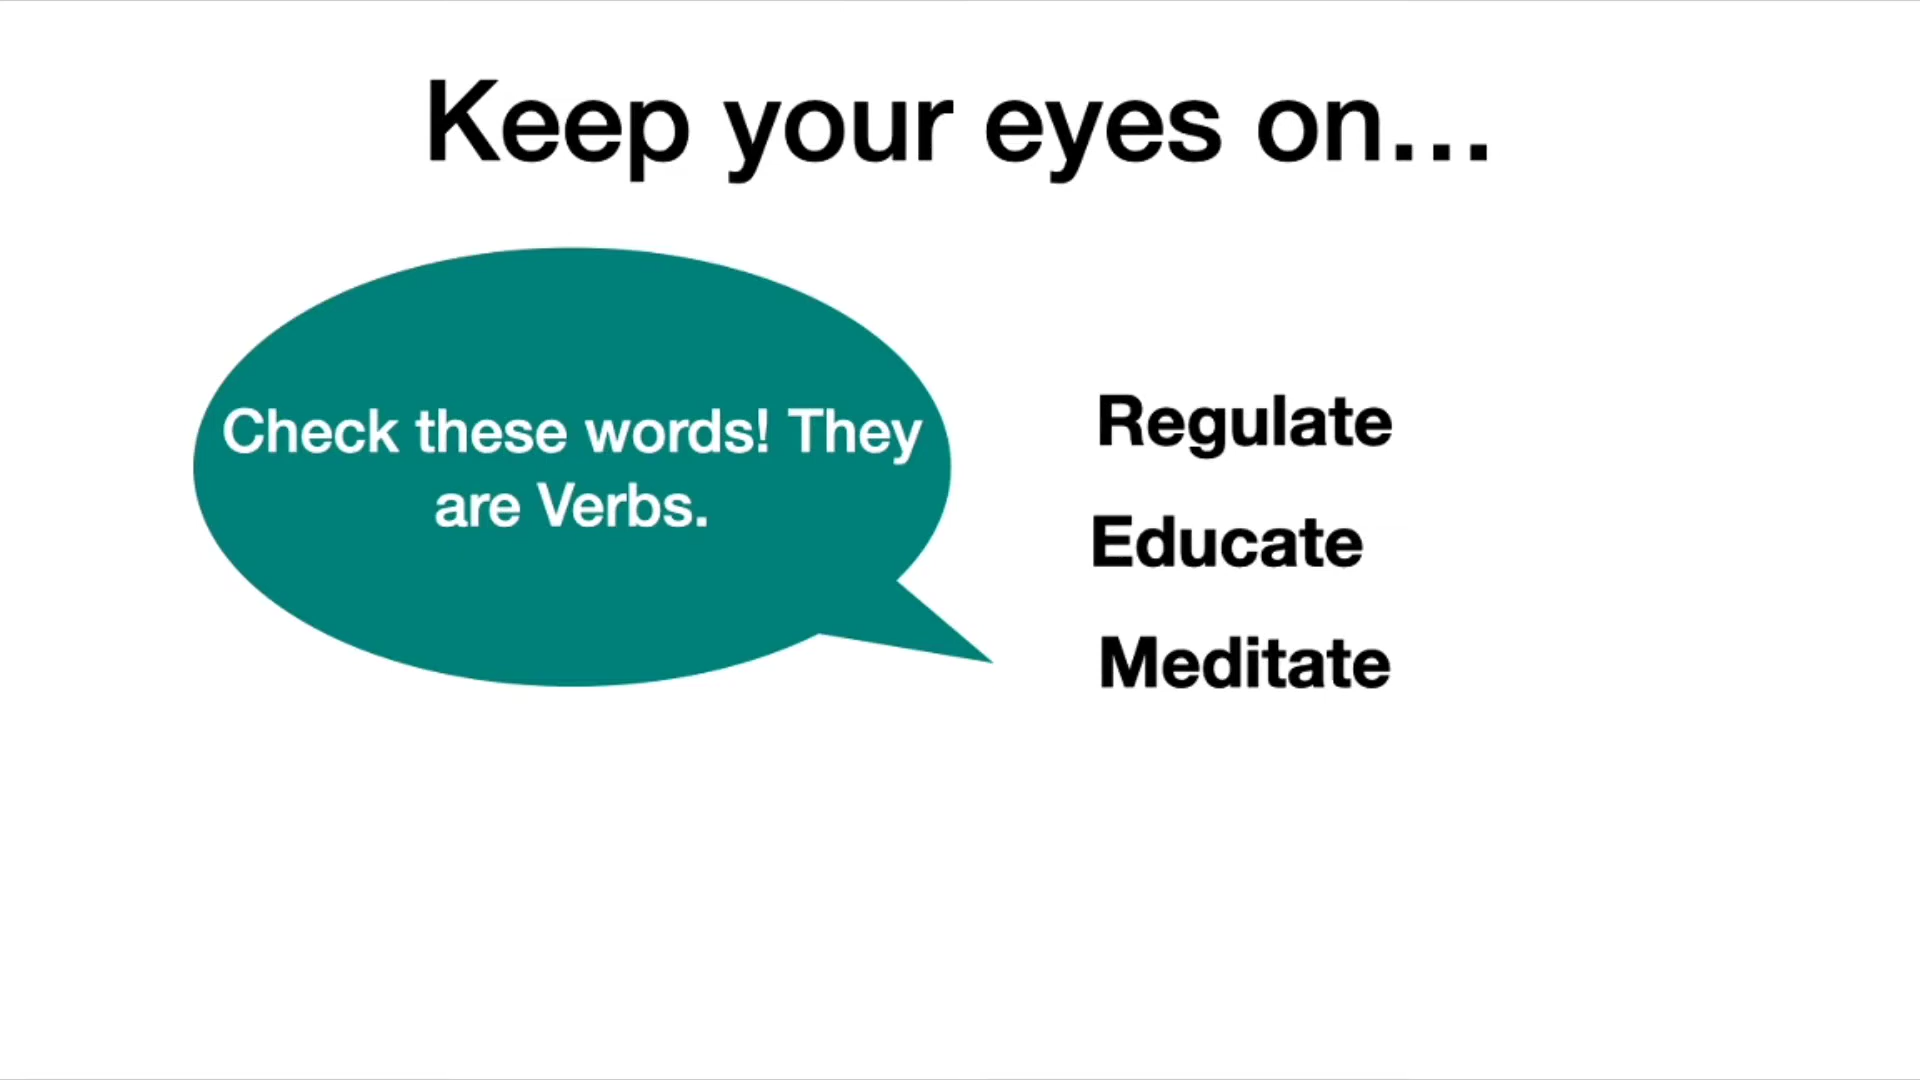 Keep your eyes on...
Check these words! They
are Verbs.
Regulate
Educate
Meditate